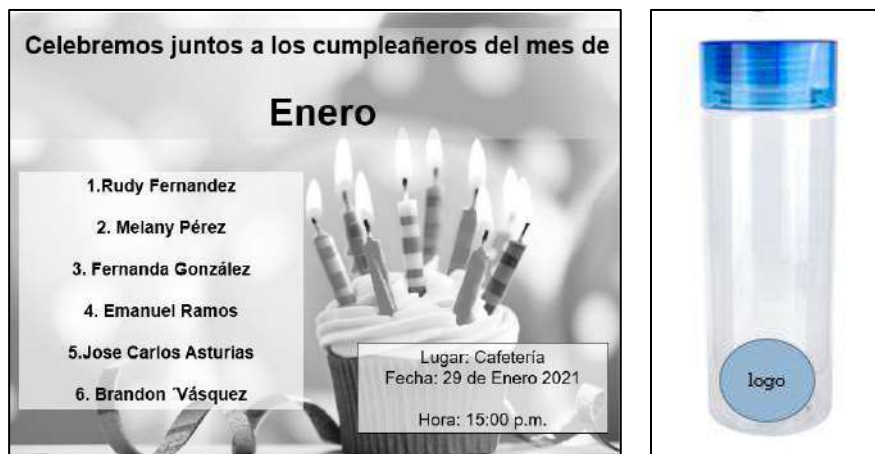 Celebremos juntos a los cumpleañeros del mes de
Enero
1.Rudy Fernandez
2. Melany Pérez
3. Fernanda González
4. Emanuel Ramos
5.Jose Carlos Asturias
6. Brandon ´Vásquez
Lugar: Cafetería
Fecha: 29 de Enero 2021
Hora: 15:00 p.m.
logo